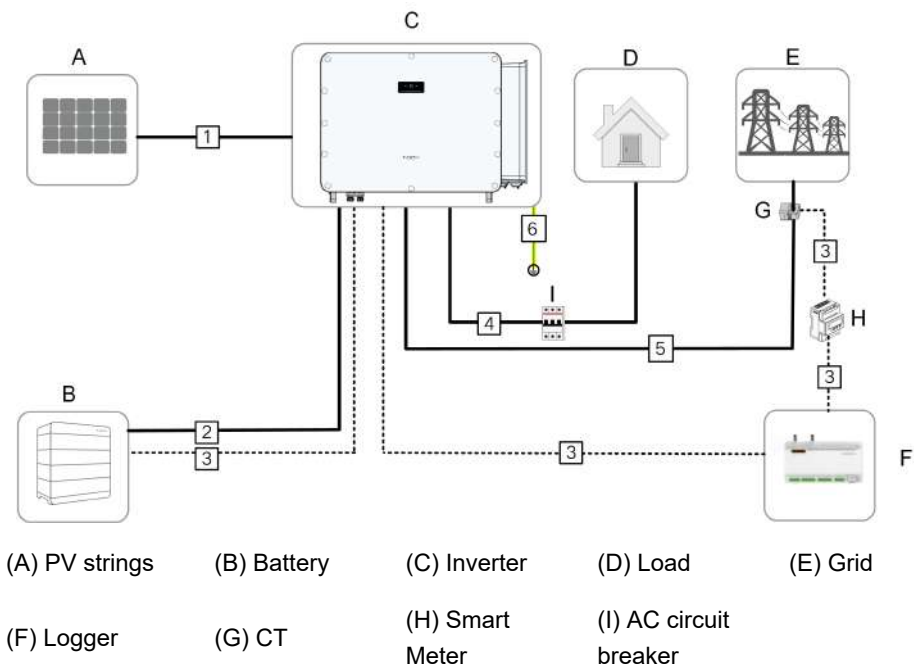 C
A
D
E
1
G
6
3
I
H
4
5
3
B
2
3
3
F
(A) PV strings
(B) Battery
(C) Inverter
(D) Load
(E) Grid
(F) Logger
(G) CT
(H) Smart
Meter
(I) AC circuit
breaker